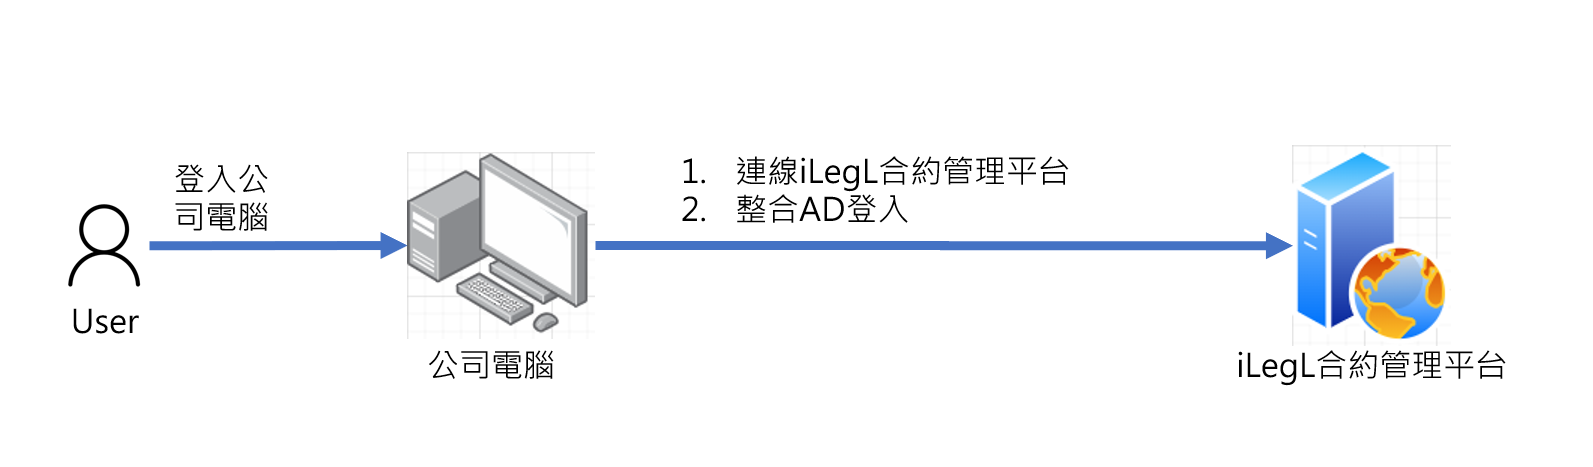 登入公
司電腦
1. 連線iLegL合約管理平台
2. 整合AD登入
User
公司電腦
iLegL合約管理平台